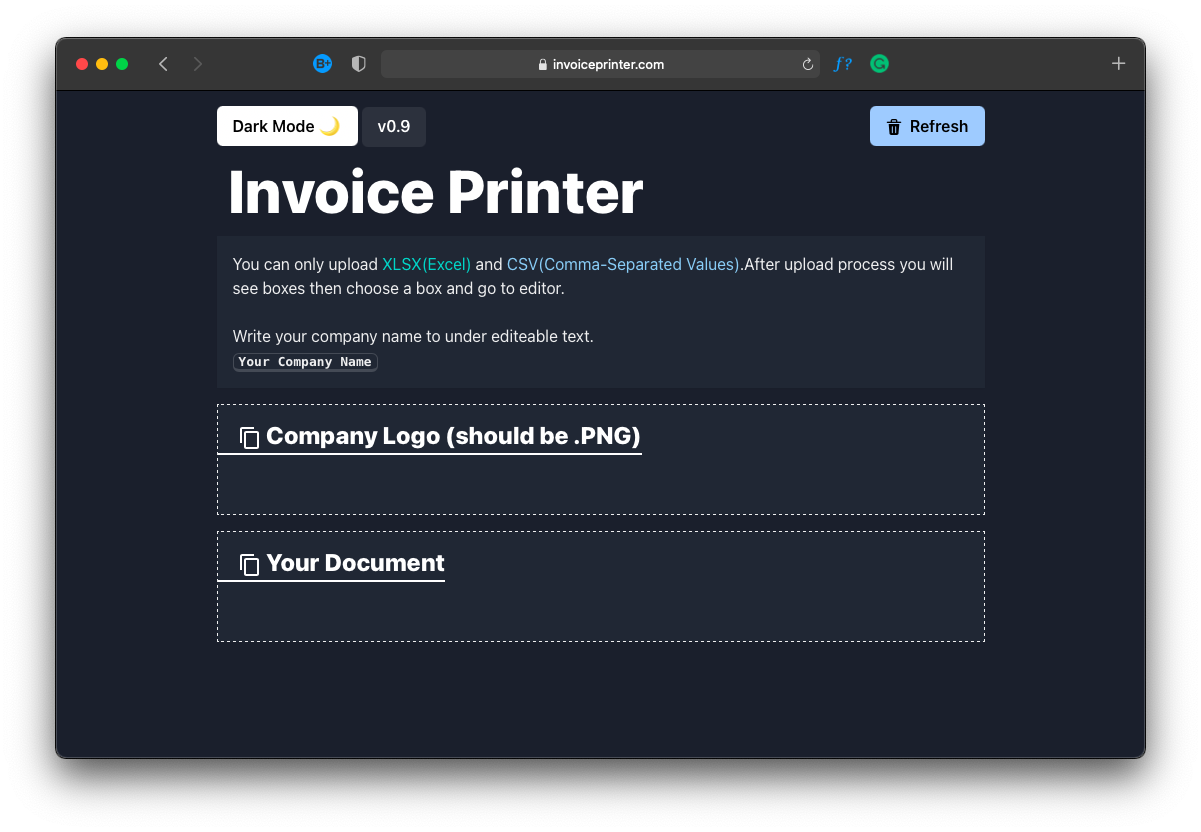 B+
invoiceprinter.com
ƒ?
G
Dark Mode 🌙
v0.9
Refresh
Invoice Printer
You can only upload XLSX(Excel) and CSV(Comma-Separated Values).After upload process you will
see boxes then choose a box and go to editor.
Write your company name to under editeable text.
Your Company Name
Company Logo (should be .PNG)
Your Document